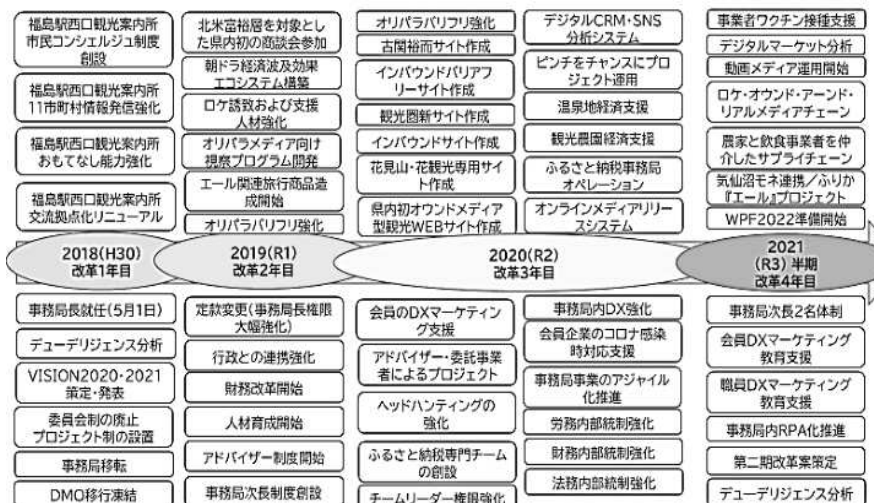 福島駅西口観光案内所
市民コンシェルジュ制度
創設
福島駅西口観光案内所
11市町村情報発信強化
福島駅西口観光案内所
おもてなし能力強化
福島駅西口観光案内所
交流拠点化リニューアル
北米富裕層を対象とし
た県内初の商談会参加
朝ドラ経済波及効果
エコシステム構築
ロケ誘致および支援
人材強化
オリパラメディア向け
視察プログラム開発
エール関連旅行商品造
成開始
オリパラバリフリ強化
オリパラバリフリ強化
古関裕而サイト作成
インバウンドバリアフ
リーサイト作成
観光圏新サイト作成
インバウンドサイト作成
花見山・花観光専用サイ
ト作成
県内初オウンドメディア
型観光WEBサイト作成
デジタルCRM・SNS
分析システム
ピンチをチャンスにプロ
ジェクト運用
温泉地経済支援
観光農園経済支援
ふるさと納税事務局
オペレーション
オンラインメディアリリー
スシステム
事業者ワクチン接種支援
デジタルマーケット分析
動画メディア運用開始
ロケ・オウンド・アーンド・
リアルメディアチェーン
農家と飲食事業者を仲
介したサプライチェーン
気仙沼モネ連携/ふりか
『エール』プロジェクト
WPF2022準備開始
2018(H30)
改革1年目
2019(R1)
改革2年目
2020(R2)
改革3年目
2021
(R3) 半期
改革4年目
事務局長就任(5月1日)
デューデリジェンス分析
VISION2020・2021
策定・発表
委員会制の廃止
プロジェクト制の設置
事務局移転
DMO移行凍結
定款変更(事務局長権限
大幅強化)
行政との連携強化
財務改革開始
人材育成開始
アドバイザー制度開始
事務局次長制度創設
会員のDXマーケティン
グ支援
アドバイザー・委託事業
者によるプロジェクト
ヘッドハンティングの
強化
ふるさと納税専門チーム
の創設
チームリーダー権限強化
事務局内DX強化
会員企業のコロナ感染
時対応支援
事務局事業のアジャイル
化推進
労務内部統制強化
財務内部統制強化
法務内部統制強化
事務局次長2名体制
会員DXマーケティング
教育支援
職員DXマーケティング
教育支援
事務局内RPA化推進
第二期改革案策定
デューデリジェンス分析